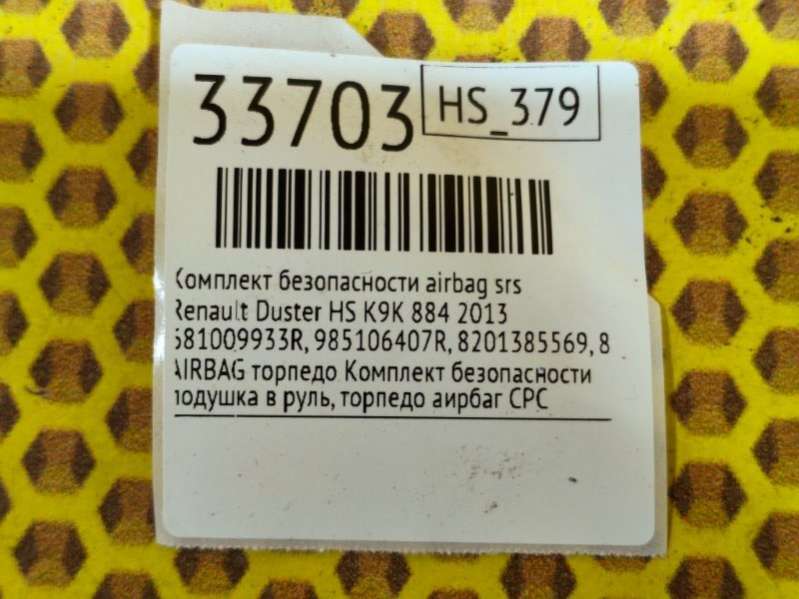 33703
HS_379
Комплект безопасности airbag srs
Renault Duster HS K9K 884 2013
681009933R, 985106407R, 8201385569, 8
AIRBAG торпедо Комплект безопасности
подушка в руль, торпедо аирбаг СРС